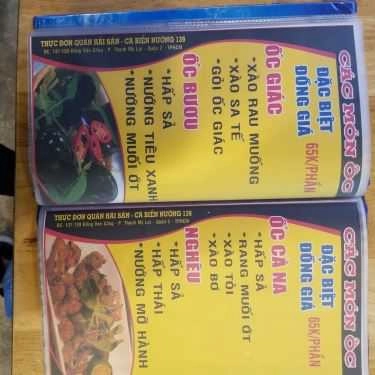 CÁC MÓN ỐC
ĐẶC BIỆT
ĐỒNG GIÁ
65K/PHẦN
ỐC GIÁC
*XÀO RAU MUỐNG
*XÀO SA TẾ
*GỎI ỐC GIÁC
ỐC BƯƠU
*HẤP SẢ
*NƯỚNG TIÊU XANH
*NƯỚNG MUỐI ỚT
THỰC ĐƠN QUÁN HẢI SẢN - CÁ BIỂN NƯỚNG 139
CÁC MÓN ỐC
ĐẶC BIỆT
ĐỒNG GIÁ
65K/PHẦN
ỐC CÀ NA
*HẤP SẢ
*RANG MUỐI ỚT
*XÀO TỎI
*XÀO BƠ
NGHÊU
*HẤP SẢ
*HẤP THÁI
*NƯỚNG MỠ HÀNH
THỰC ĐƠN QUÁN HẢI SẢN - CÁ BIỂN NƯỚNG 139